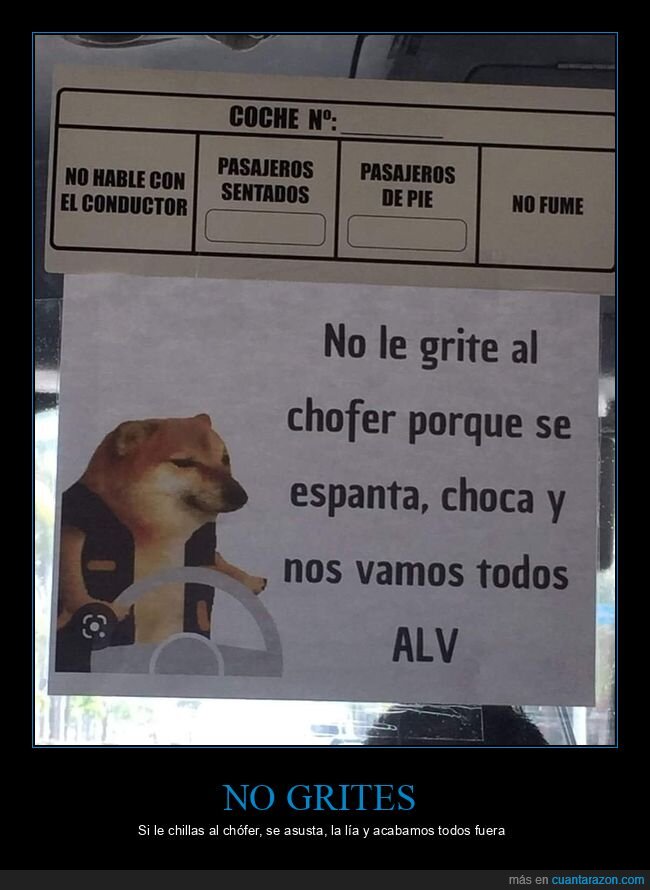 COCHE Nº:
NO HABLE CON
EL CONDUCTOR
PASAJEROS
SENTADOS
PASAJEROS
DE PIE
NO FUME
No le grite al
chofer porque se
espanta, choca y
nos vamos todos
ALV
NO GRITES
Si le chillas al chófer, se asusta, la lía y acabamos todos fuera
más en cuantarazon.com